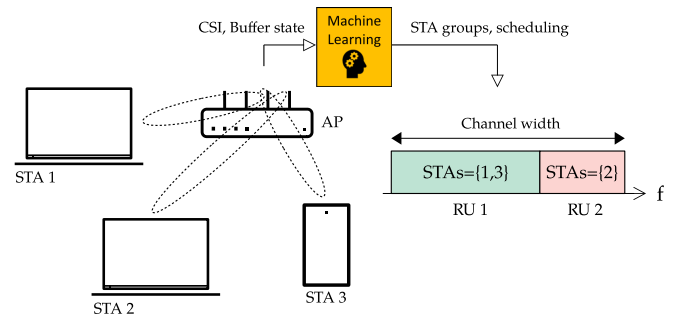 CSI, Buffer state
Machine
Learning
STA groups, scheduling
AP
Channel width
STA 1
STAs={1,3}
STAs={2}
f
RU 1
RU 2
STA 2
STA 3